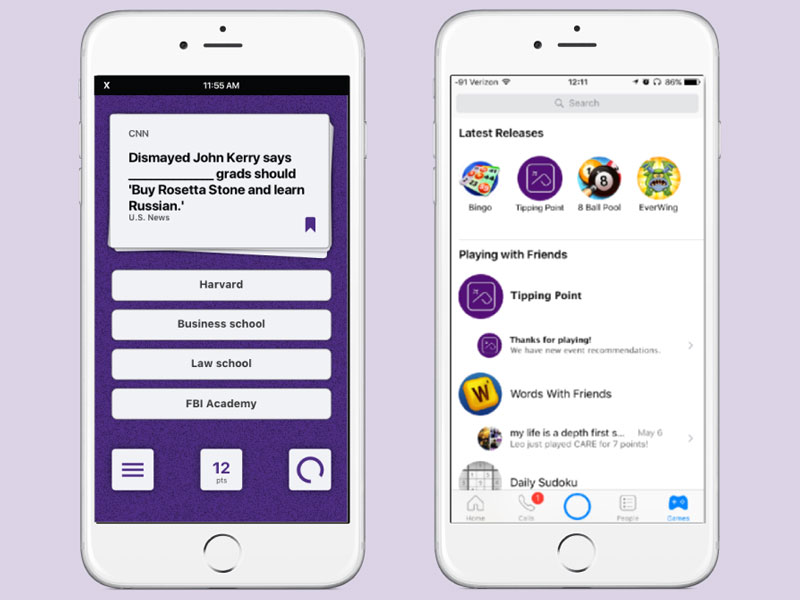 X
11:55 AM
CNN
Dismayed John Kerry says
____________ grads should
'Buy Rosetta Stone and learn
Russian.'
U.S. News
Harvard
Business school
Law school
FBI Academy
12
pts
-91 Verizon
12:11
86%
Search
Latest Releases
Bingo
Tipping Point
8 Ball Pool
EverWing
8
Playing with Friends
Tipping Point
Thanks for playing!
We have new event recommendations.
W
Words With Friends
my life is a depth first s...
May 6
Leo just played CARE for 7 points!
Daily Sudoku
1
Home
Calls
People
Games